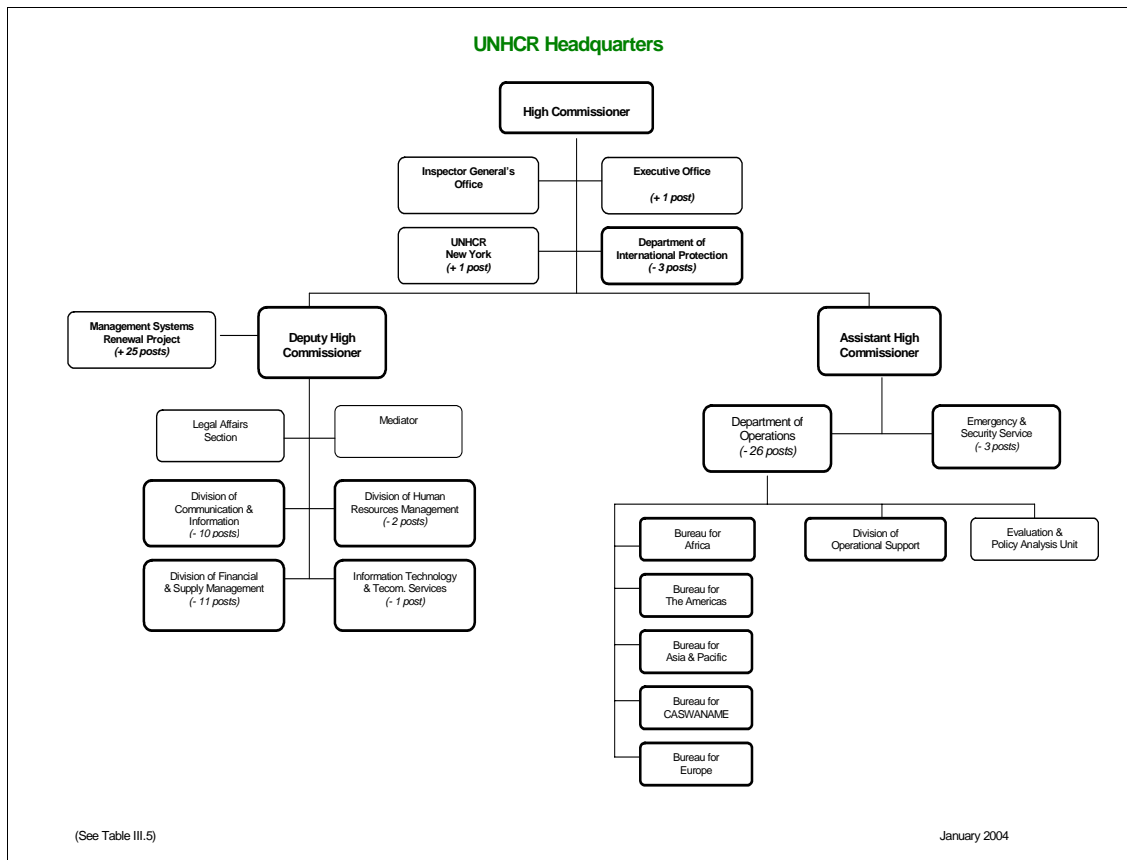 UNHCR Headquarters
High Commissioner
Inspector General's
Office
Executive Office
(+ 1 post)
UNHCR
New York
(+ 1 post)
Department of
International Protection
(- 3 posts)
Management Systems
Renewal Project
(+ 25 posts)
Deputy High
Commissioner
Assistant High
Commissioner
Legal Affairs
Section
Mediator
Department of
Operations
(- 26 posts)
Emergency &
Security Service
(- 3 posts)
Division of
Communication &
Information
(- 10 posts)
Division of Human
Resources Management
(- 2 posts)
Division of Financial
& Supply Management
(- 11 posts)
Information Technology
& Tecom. Services
(- 1 post)
Bureau for
Africa
Division of
Operational Support
Evaluation &
Policy Analysis Unit
Bureau for
The Americas
Bureau for
Asia & Pacific
Bureau for
CASWANAME
Bureau for
Europe
(See Table III.5)
January 2004